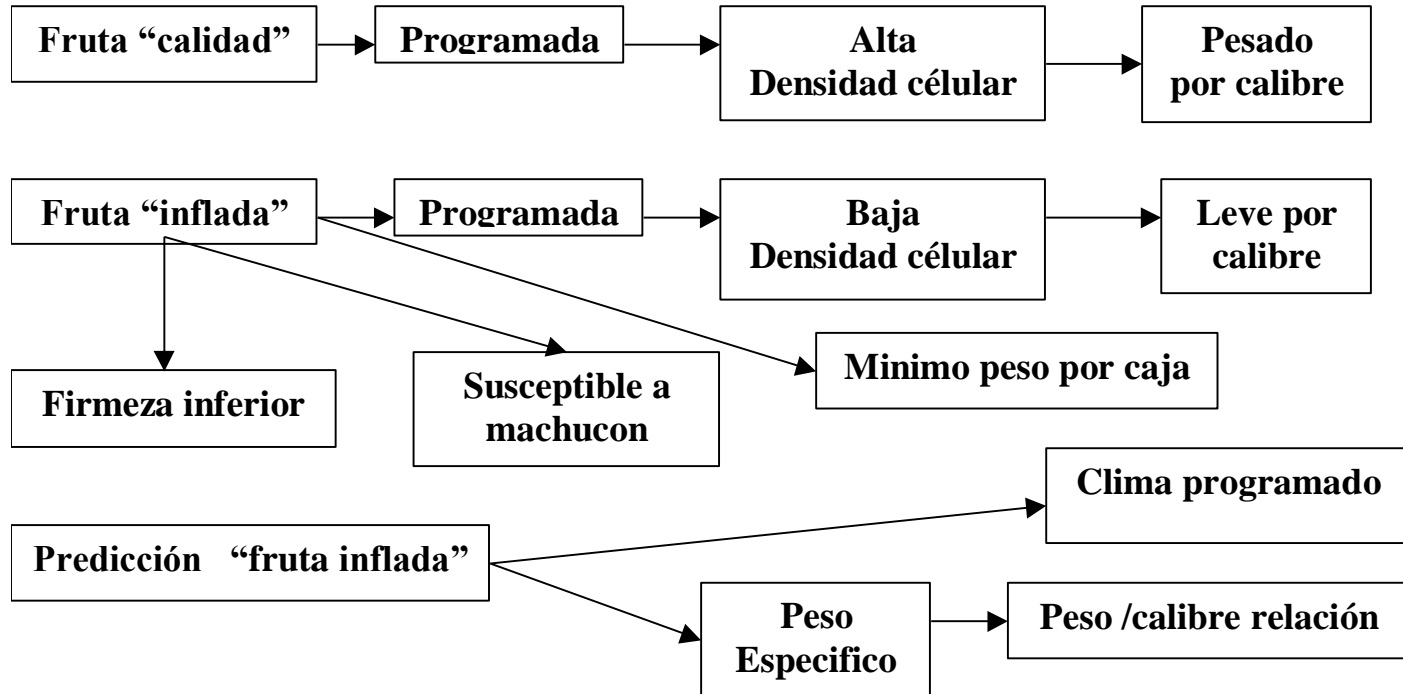 Fruta “calidad”
Programada
Alta
Densidad célular
Pesado
por calibre
Fruta “inflada”
Programada
Baja
Densidad célular
Leve por
calibre
Firmeza inferior
Susceptible a
machucon
Minimo peso por caja
Clima programado
Predicción “fruta inflada”
Peso
Especifico
Peso /calibre relación